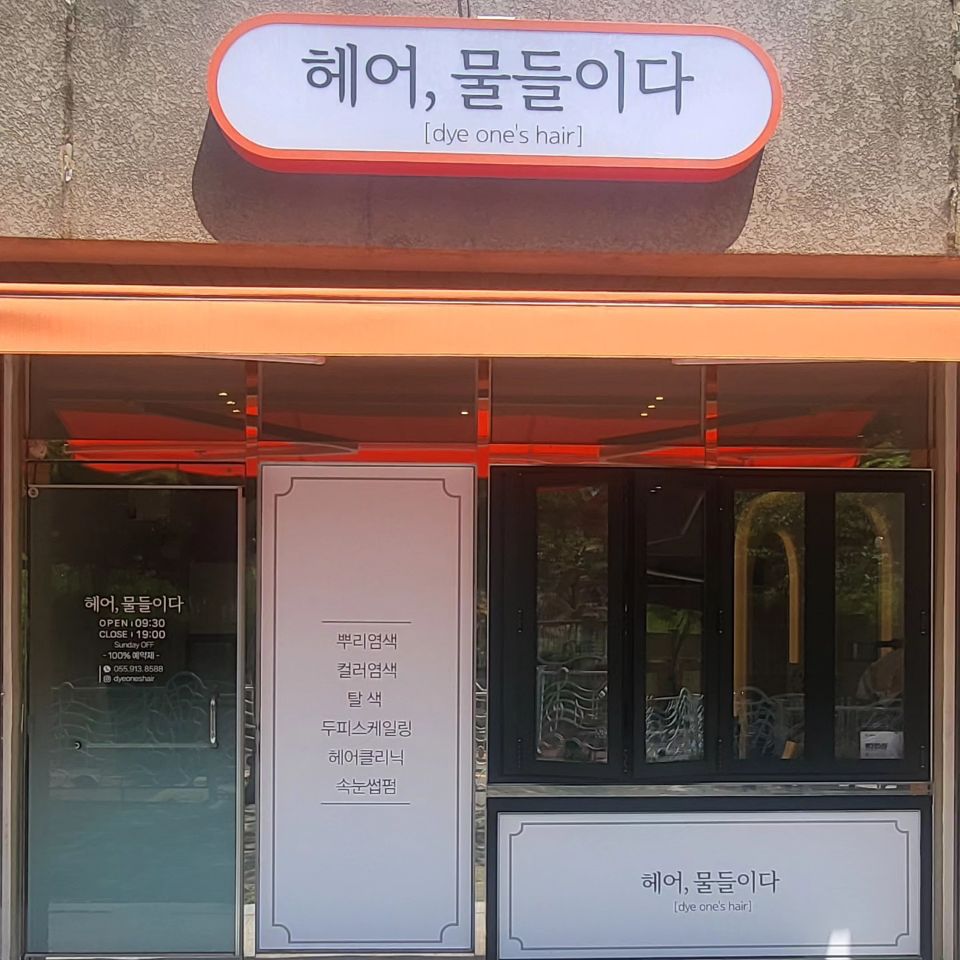 헤어, 물들이다
[dye one's hair]
헤어, 물들이다
OPEN | 09:30
CLOSE | 19:00
Sunday OFF
- 100% 예약제 -
055.913.8588
dyeoneshair
뿌리염색
컬러염색
탈 색
두피스케일링
헤어클리닉
속눈썹펌
헤어, 물들이다
[dye one's hair]